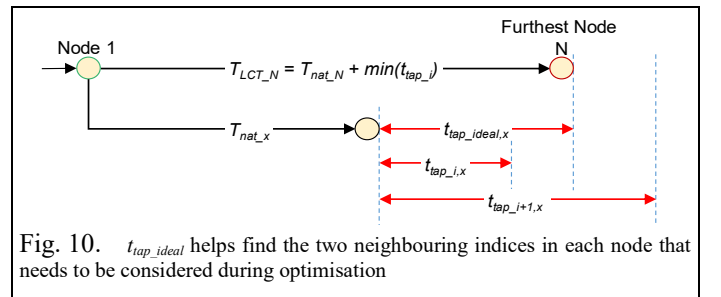 Furthest Node
N
Node 1
T_LCT_N = T_nat_N + min(t_tap_i)
T_nat_x
t_tap_ideal,x
t_tap_i,x
t_tap_i+1,x
Fig. 10. t_tap_ideal helps find the two neighbouring indices in each node that
needs to be considered during optimisation